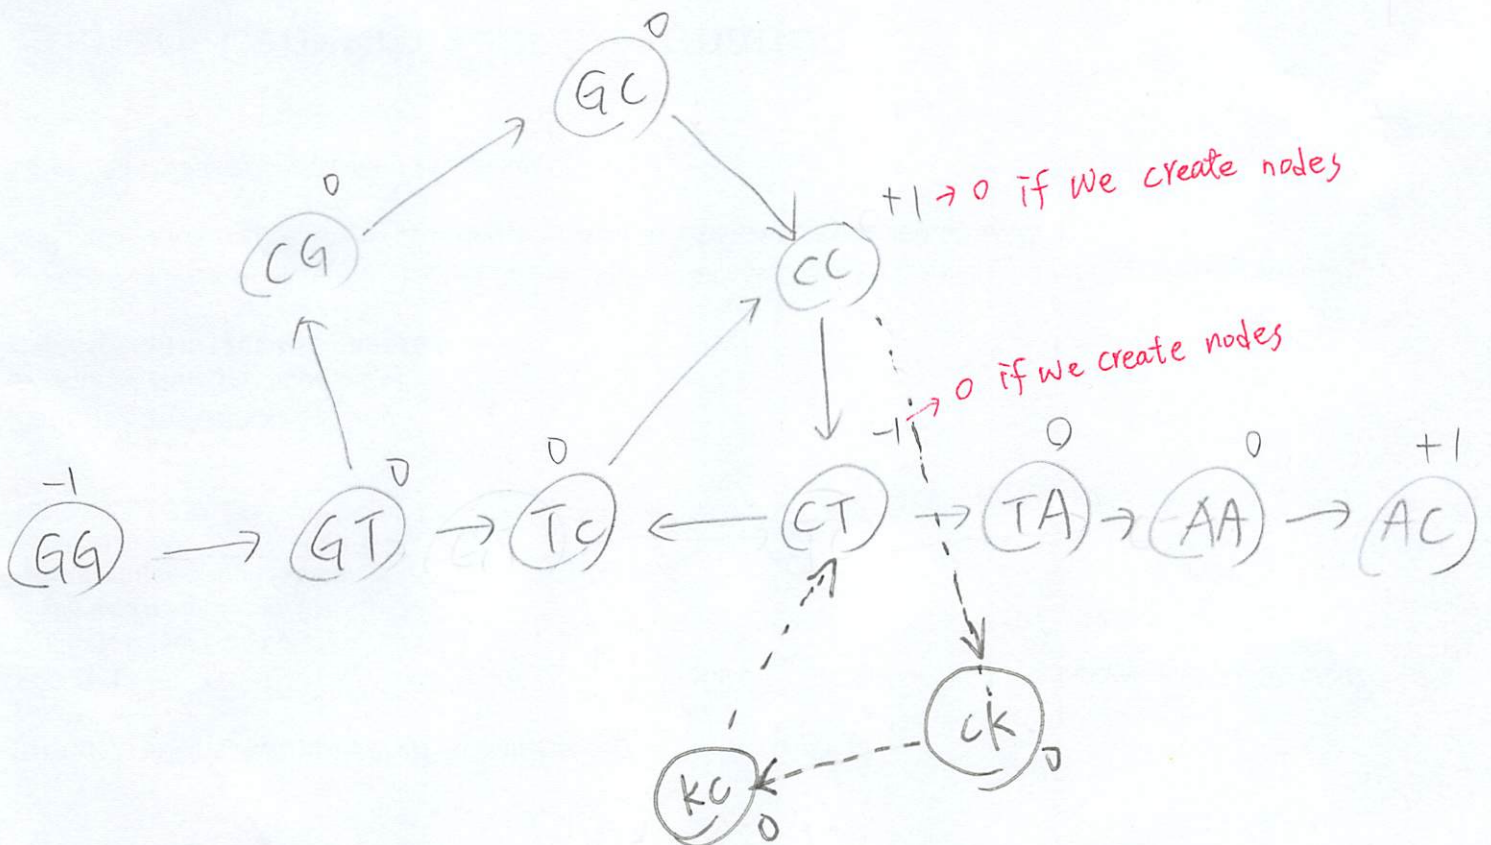 0
GC
0
+1 → 0 if we create nodes
CG
CC
→ 0 if we create nodes
-1
-1
0
0
0
0
+1
GG
GT
TC
CT
TA
AA
AC
CK
0
KC
0